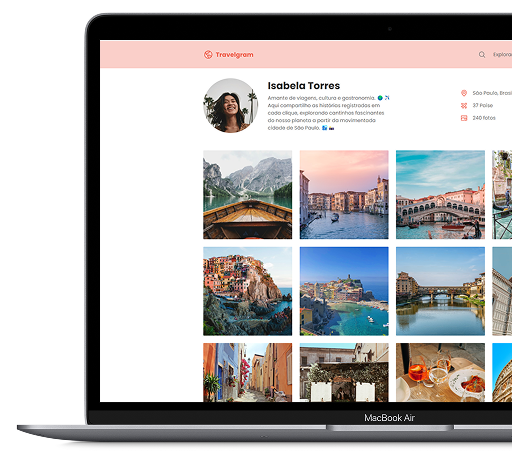 Travelgram
Explorar
Isabela Torres
Amante de viagens, cultura e gastronomia.
Aqui compartilho as histórias registradas em
cada clique, explorando cantinhos fascinantes
do nosso planeta a partir da movimentada
cidade de São Paulo.
São Paulo, Brasil
37 Países
240 fotos
MacBook Air